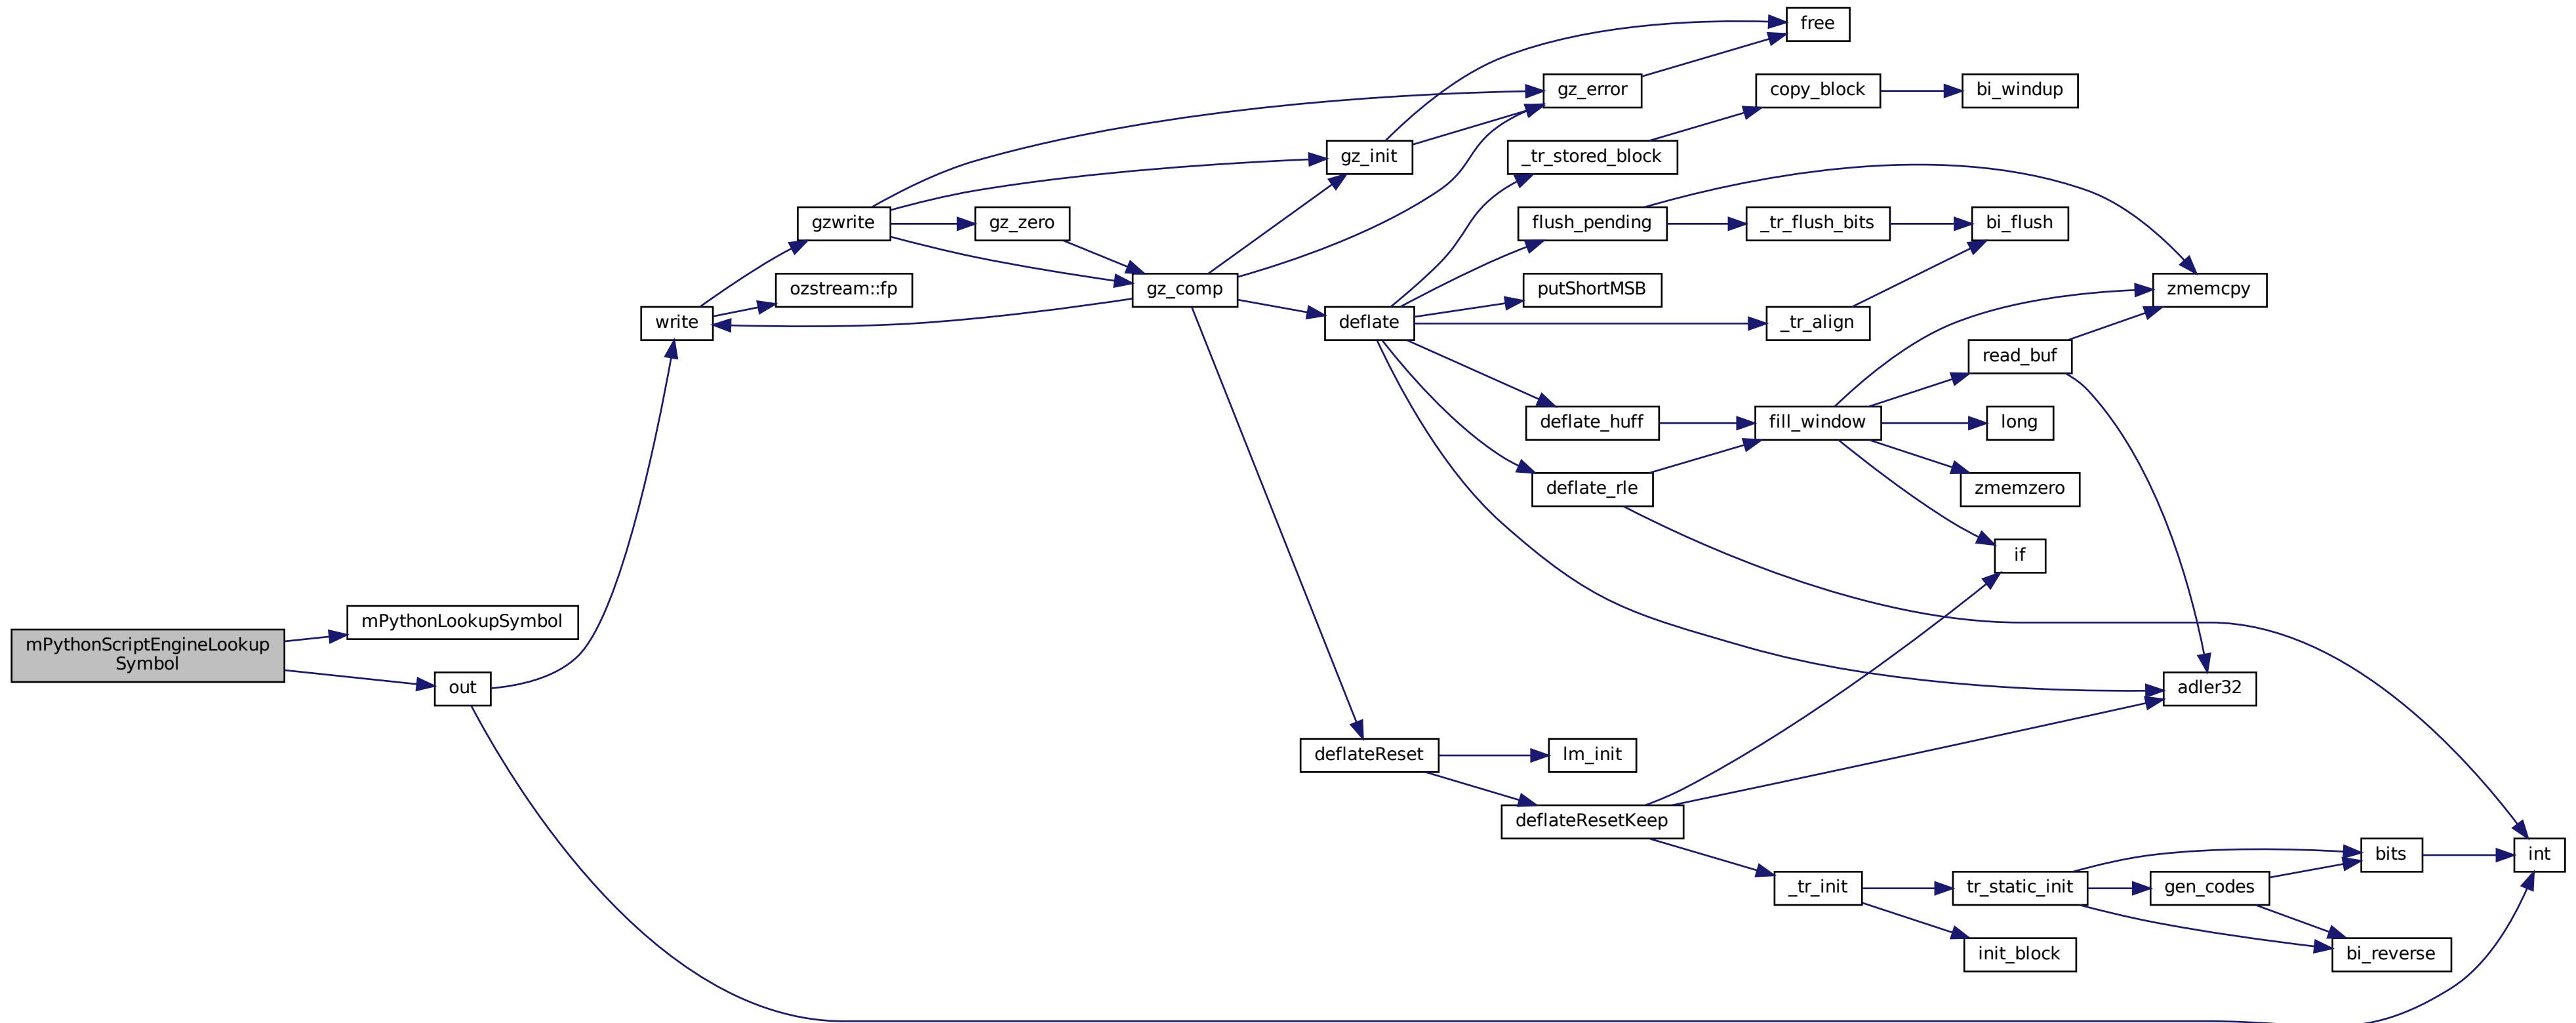 free
gz_error
copy_block
bi_windup
gz_init
_tr_stored_block
gzwrite
gz_zero
flush_pending
_tr_flush_bits
bi_flush
ozstream::fp
gz_comp
putShortMSB
zmemcpy
write
deflate
_tr_align
read_buf
deflate_huff
fill_window
long
deflate_rle
zmemzero
if
mPythonLookupSymbol
mPythonScriptEngineLookup
Symbol
out
adler32
deflateReset
lm_init
deflateResetKeep
bits
int
_tr_init
tr_static_init
gen_codes
init_block
bi_reverse